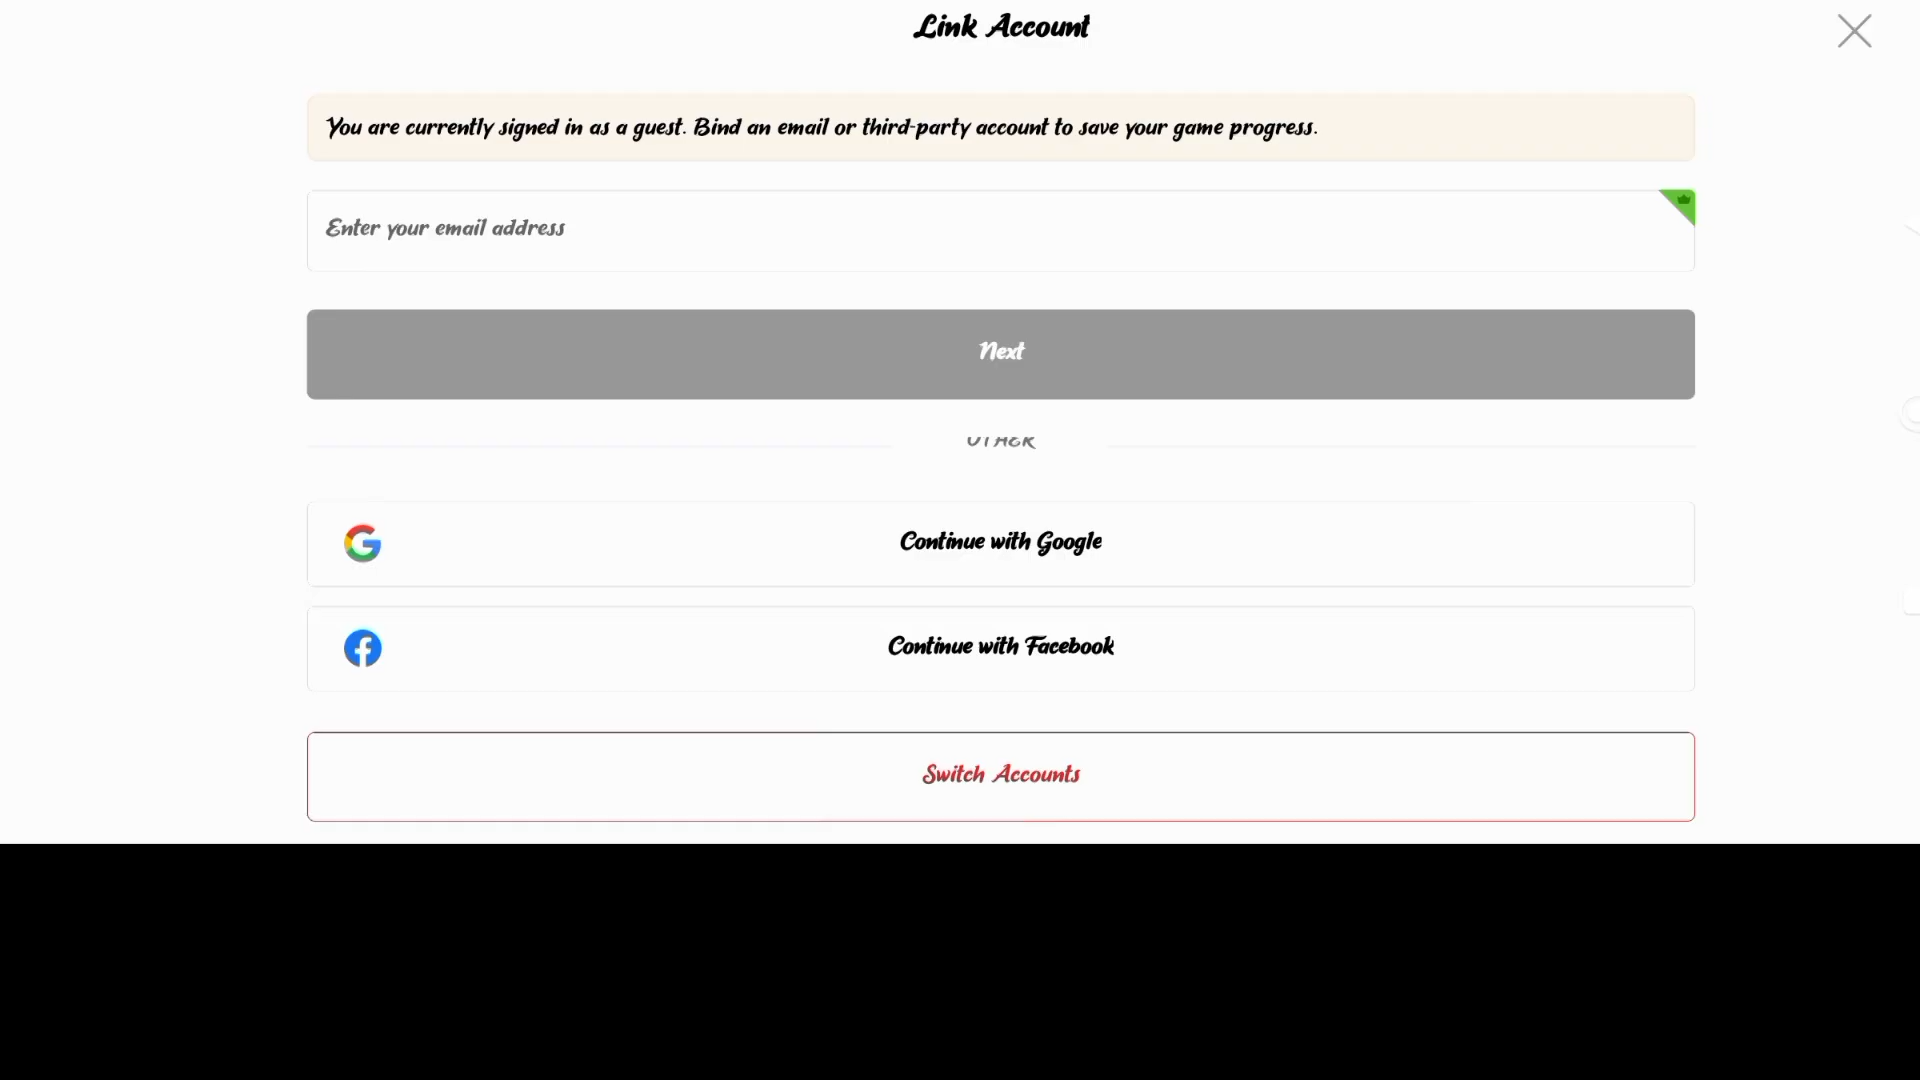 Link Account
You are currently signed in as a guest. Bind an email or third-party account to save your game progress.
Enter your email address
Next
OTHER
Continue with Google
Continue with Facebook
Switch Accounts